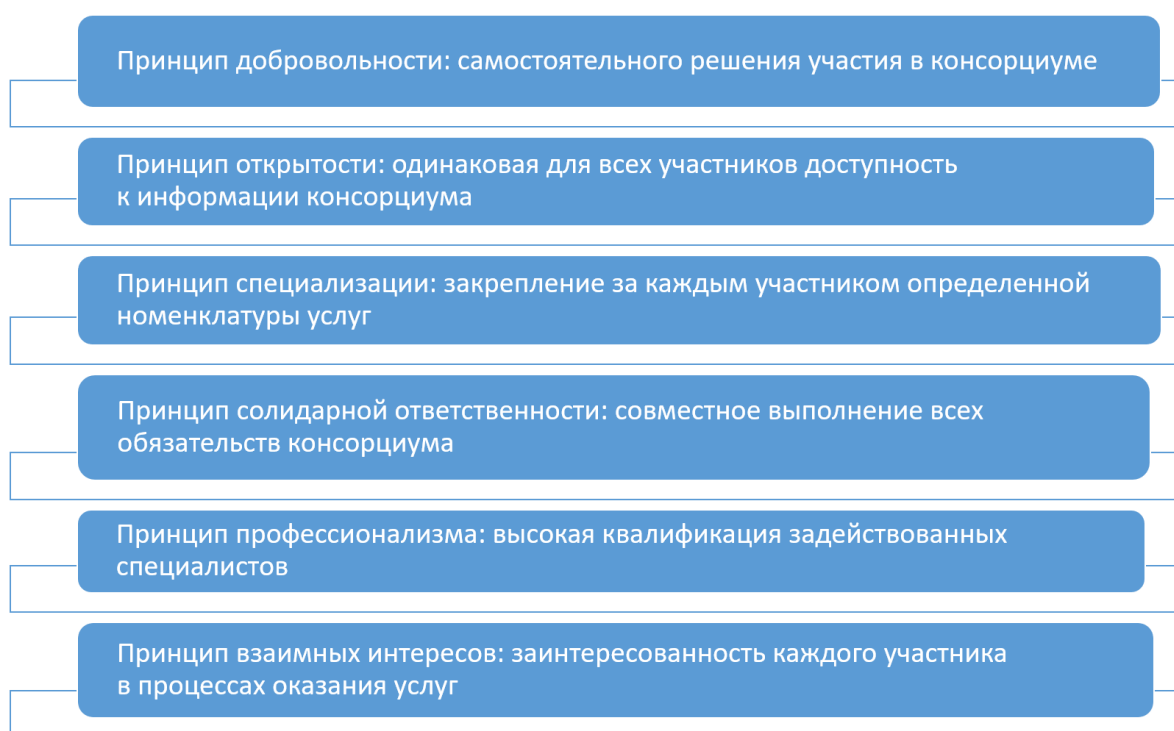 Принцип добровольности: самостоятельного решения участия в консорциуме
Принцип открытости: одинаковая для всех участников доступность
к информации консорциума
Принцип специализации: закрепление за каждым участником определенной
номенклатуры услуг
Принцип солидарной ответственности: совместное выполнение всех
обязательств консорциума
Принцип профессионализма: высокая квалификация задействованных
специалистов
Принцип взаимных интересов: заинтересованность каждого участника
в процессах оказания услуг